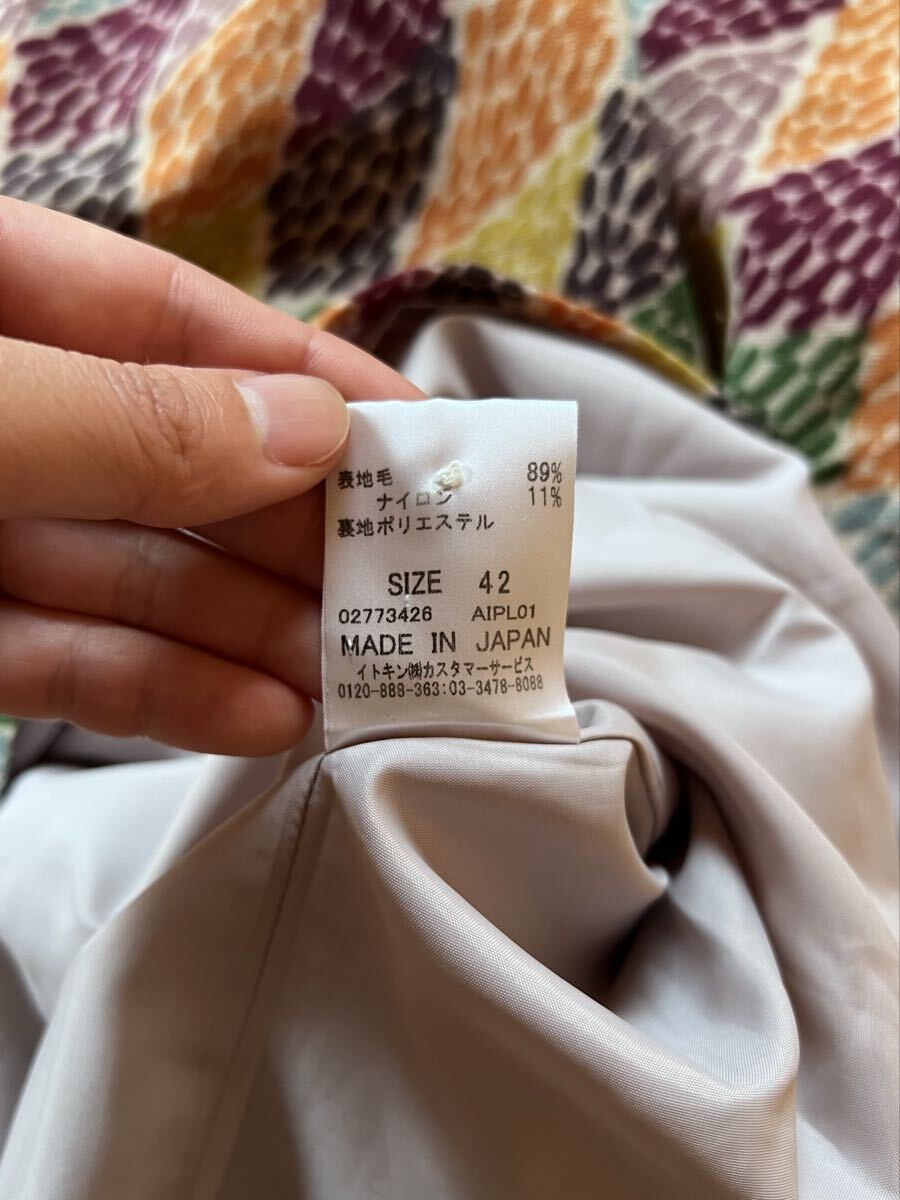 表地毛 89%
ナイロン 11%
裏地ポリエステル
SIZE 42
02773426 AIPL01
MADE IN JAPAN
イトキン㈱カスタマーサービス
0120-888-363:03-3478-8088